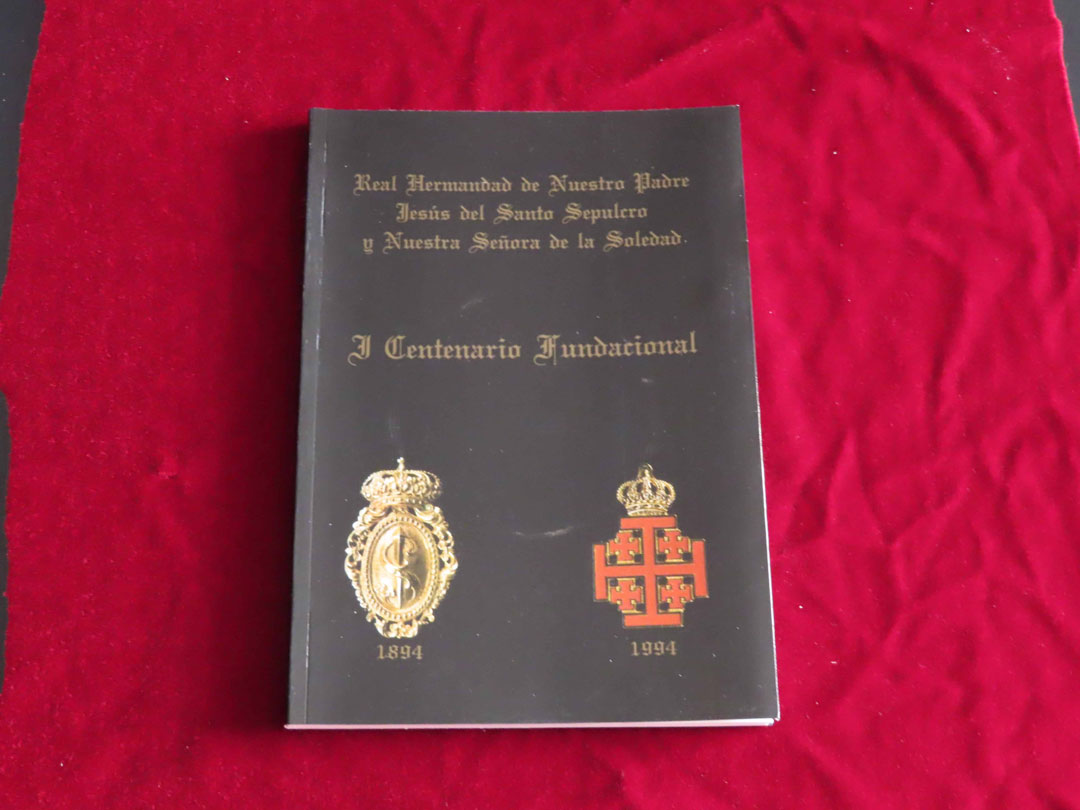 Real Hermandad de Nuestro Padre
Jesús del Santo Sepulcro
y Nuestra Señora de la Soledad.
I Centenario Fundacional
1894
1994